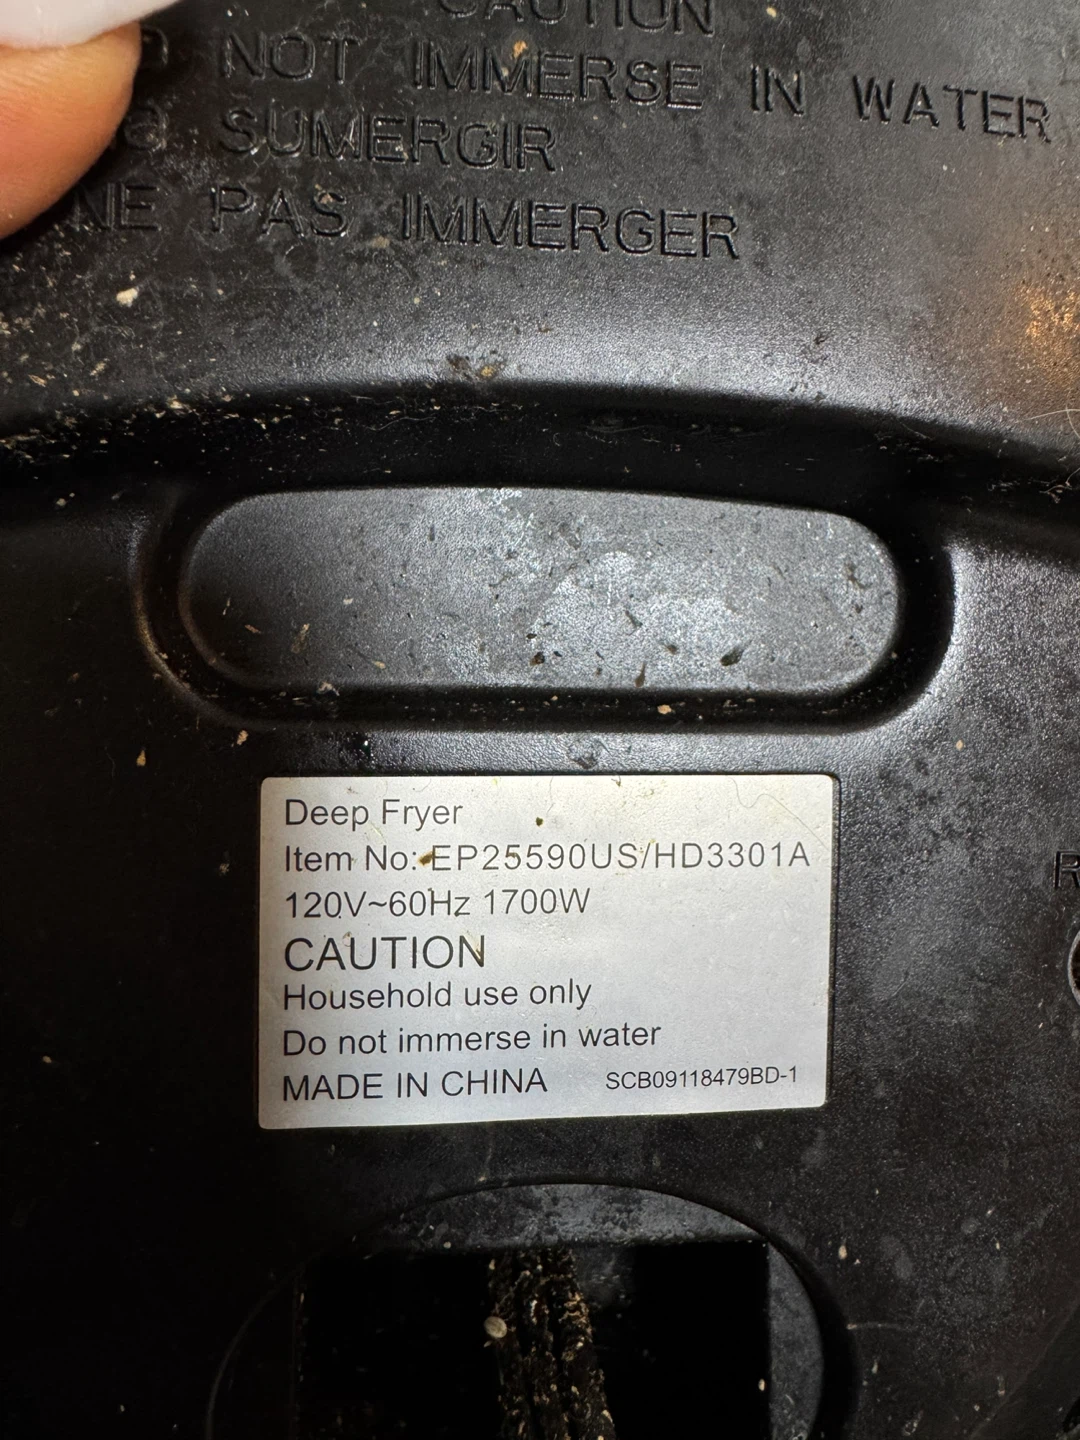 CAUTION
NOT IMMERSE IN WATER
SUMERGIR
NE PAS IMMERGER
Deep Fryer
Item No: EP25590US/HD3301A
120V~60Hz 1700W
CAUTION
Household use only
Do not immerse in water
MADE IN CHINA SCB09118479BD-1